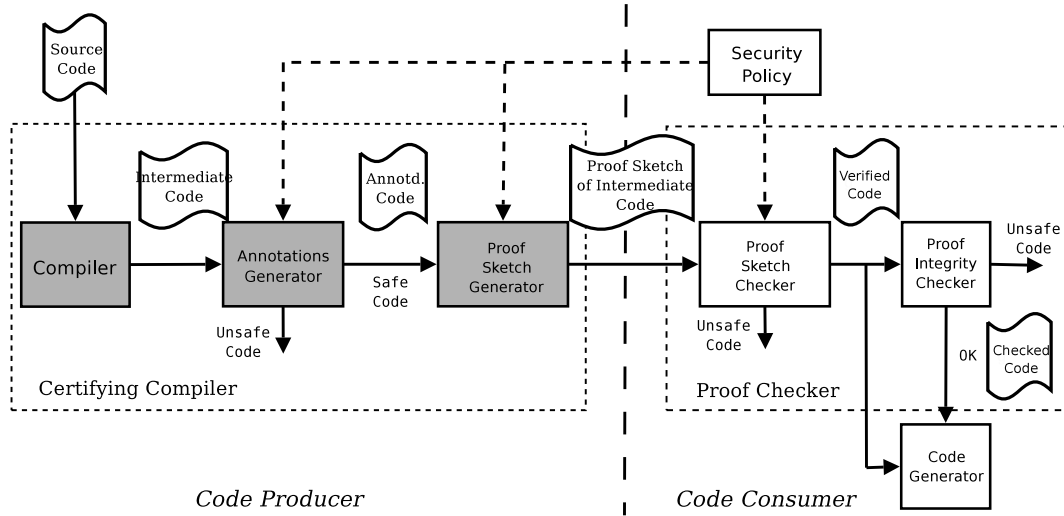 Source
Code
Security
Policy
Intermediate
Code
Annotd.
Code
Proof Sketch
of Intermediate
Code
Verified
Code
Compiler
Annotations
Generator
Safe
Code
Proof
Sketch
Generator
Proof
Sketch
Checker
Proof
Integrity
Checker
Unsafe
Code
Unsafe
Code
Unsafe
Code
OK
Checked
Code
Certifying Compiler
Proof Checker
Code
Generator
Code Producer
Code Consumer